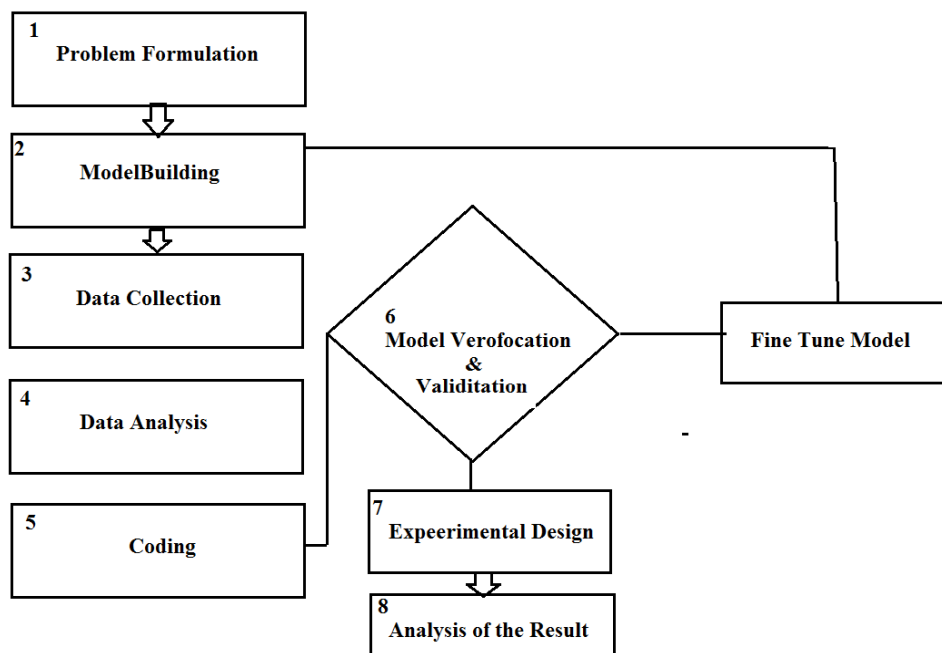 1
Problem Formulation
2
ModelBuilding
3
Data Collection
4
Data Analysis
5
Coding
6
Model Verofocation
&
Validitation
Fine Tune Model
7
Expeerimental Design
8
Analysis of the Result